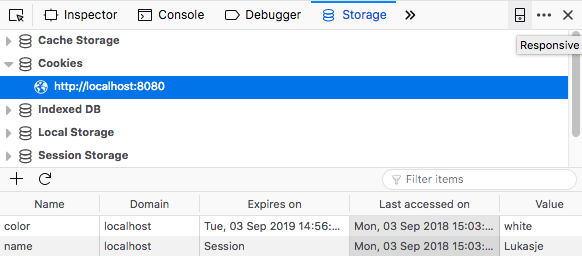 Inspector Console Debugger Storage
Cache Storage
Responsive
Cookies
http://localhost:8080
Indexed DB
Local Storage
Session Storage
Filter items
Name Domain Expires on Last accessed on Value
color localhost Tue, 03 Sep 2019 14:56:... Mon, 03 Sep 2018 15:03:... white
name localhost Session Mon, 03 Sep 2018 15:03:... Lukasje